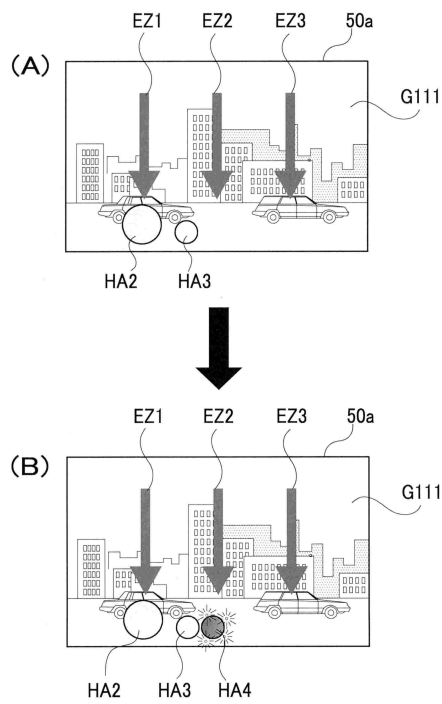 EZ1 EZ2 EZ3 50a
(A)
G111
HA2 HA3
EZ1 EZ2 EZ3 50a
(B)
G111
HA2 HA3 HA4